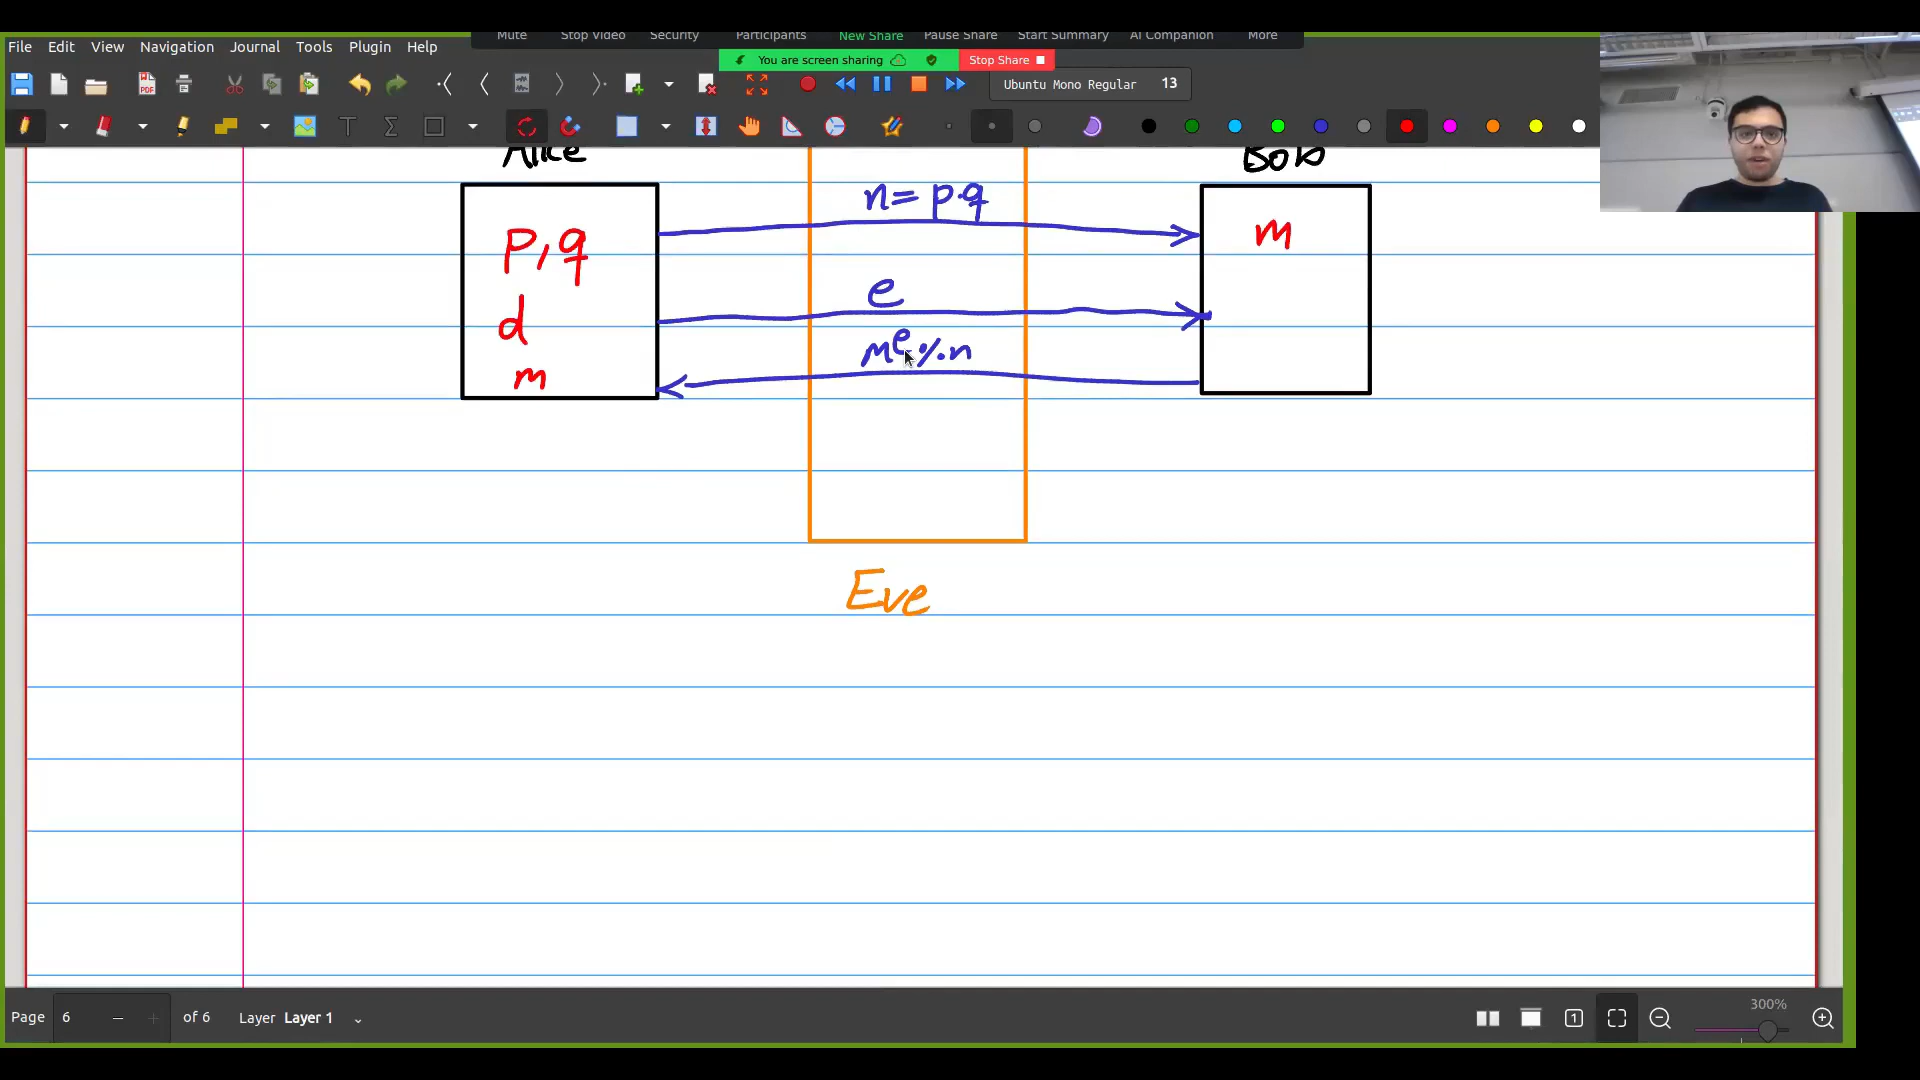 Mute Stop Video Security Participants New Share Pause Share Start Summary AI Companion More
File Edit View Navigation Journal Tools Plugin Help
You are screen sharing Stop Share
Ubuntu Mono Regular 13
Alice Bob
n = p.q
p,q
m
e
d
m^e % n
m
Eve
Page 6 of 6 Layer Layer 1
300%